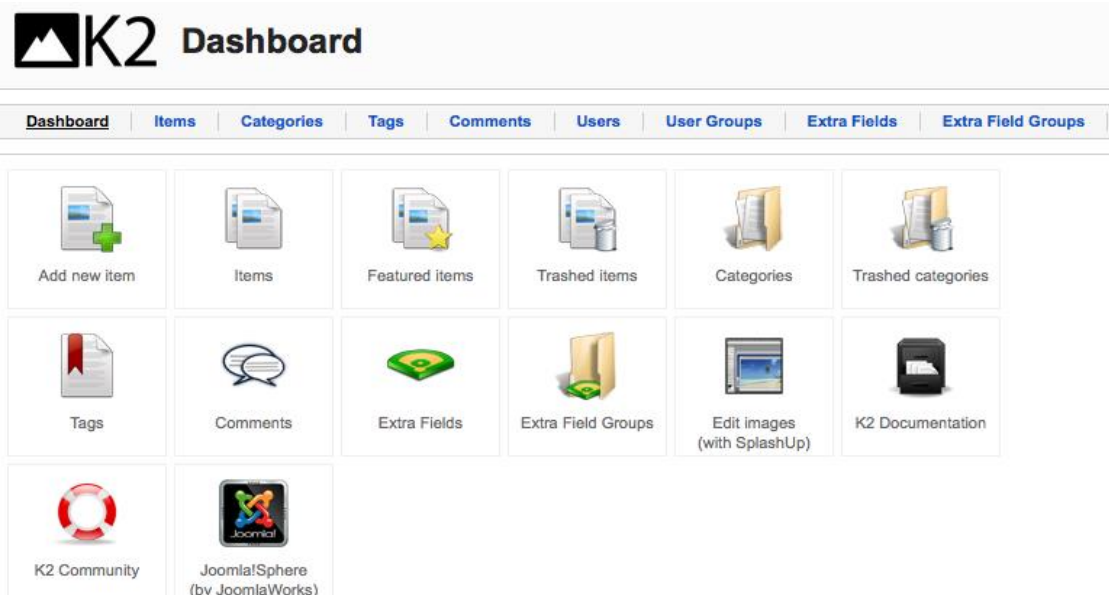 K2 Dashboard
Dashboard Items Categories Tags Comments Users User Groups Extra Fields Extra Field Groups
Add new item Items Featured items Trashed items Categories Trashed categories
Tags Comments Extra Fields Extra Field Groups Edit images K2 Documentation
(with SplashUp)
Joomla!
K2 Community Joomla!Sphere
(by JoomlaWorks)